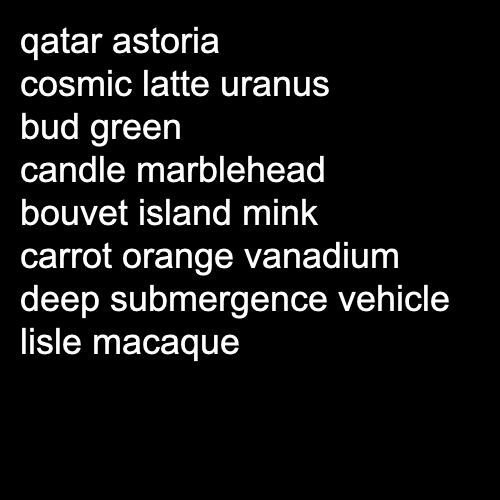 qatar astoria
cosmic latte uranus
bud green
candle marblehead
bouvet island mink
carrot orange vanadium
deep submergence vehicle
lisle macaque